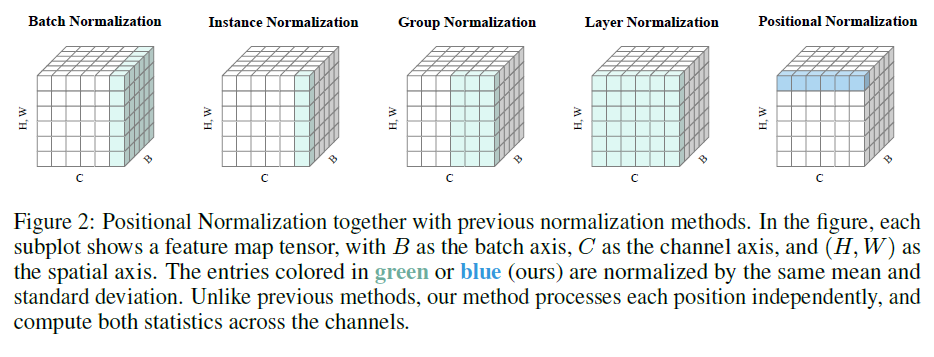 Batch Normalization
Instance Normalization
Group Normalization
Layer Normalization
Positional Normalization
H, W
C
B
H, W
C
B
H, W
C
B
H, W
C
B
H, W
C
B
Figure 2: Positional Normalization together with previous normalization methods. In the figure, each
subplot shows a feature map tensor, with B as the batch axis, C as the channel axis, and (H, W) as
the spatial axis. The entries colored in green or blue (ours) are normalized by the same mean and
standard deviation. Unlike previous methods, our method processes each position independently, and
compute both statistics across the channels.